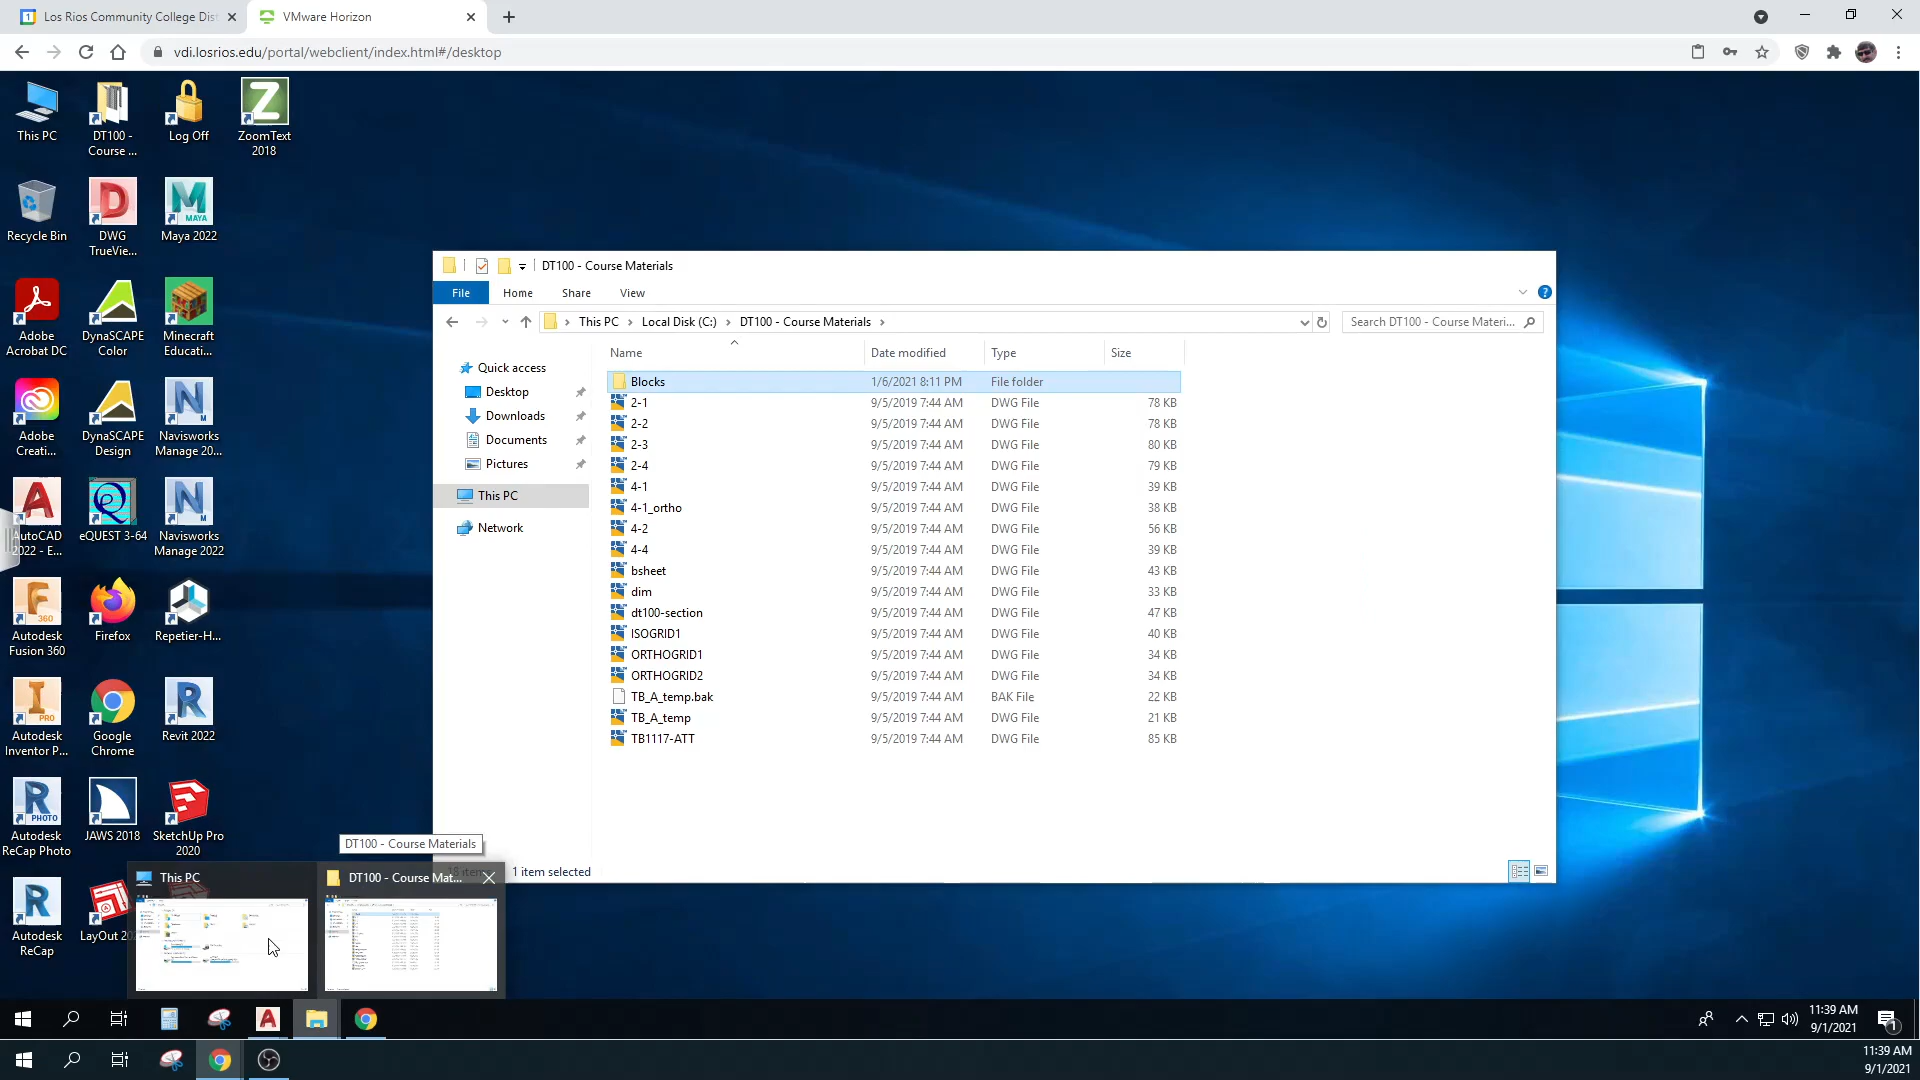 Los Rios Community College Dist
VMware Horizon
vdi.losrios.edu/portal/webclient/index.html#/desktop
This PC
DT100 -
Course ...
Log Off
ZoomText
2018
Recycle Bin
DWG
TrueVie...
Maya 2022
Adobe
Acrobat DC
DynaSCAPE
Color
Minecraft
Educati...
Adobe
Creati...
DynaSCAPE
Design
Navisworks
Manage 20...
AutoCAD
2022 - E...
eQUEST 3-64
Navisworks
Manage 2022
Autodesk
Fusion 360
Firefox
Repetier-H...
Autodesk
Inventor P...
Google
Chrome
Revit 2022
Autodesk
ReCap Photo
JAWS 2018
SketchUp Pro
2020
Autodesk
ReCap
LayOut 20
DT100 - Course Materials
File
Home
Share
View
This PC
Local Disk (C:)
DT100 - Course Materials
Search DT100 - Course Materi...
Quick access
Desktop
Downloads
Documents
Pictures
This PC
Network
Name Date modified Type Size
Blocks 1/6/2021 8:11 PM File folder
2-1 9/5/2019 7:44 AM DWG File 78 KB
2-2 9/5/2019 7:44 AM DWG File 78 KB
2-3 9/5/2019 7:44 AM DWG File 80 KB
2-4 9/5/2019 7:44 AM DWG File 79 KB
4-1 9/5/2019 7:44 AM DWG File 39 KB
4-1_ortho 9/5/2019 7:44 AM DWG File 38 KB
4-2 9/5/2019 7:44 AM DWG File 56 KB
4-4 9/5/2019 7:44 AM DWG File 39 KB
bsheet 9/5/2019 7:44 AM DWG File 43 KB
dim 9/5/2019 7:44 AM DWG File 33 KB
dt100-section 9/5/2019 7:44 AM DWG File 47 KB
ISOGRID1 9/5/2019 7:44 AM DWG File 40 KB
ORTHOGRID1 9/5/2019 7:44 AM DWG File 34 KB
ORTHOGRID2 9/5/2019 7:44 AM DWG File 34 KB
TB_A_temp.bak 9/5/2019 7:44 AM BAK File 22 KB
TB_A_temp 9/5/2019 7:44 AM DWG File 21 KB
TB1117-ATT 9/5/2019 7:44 AM DWG File 85 KB
1 item selected
DT100 - Course Materials
This PC
DT100 - Course Mat...
11:39 AM
9/1/2021
11:39 AM
9/1/2021